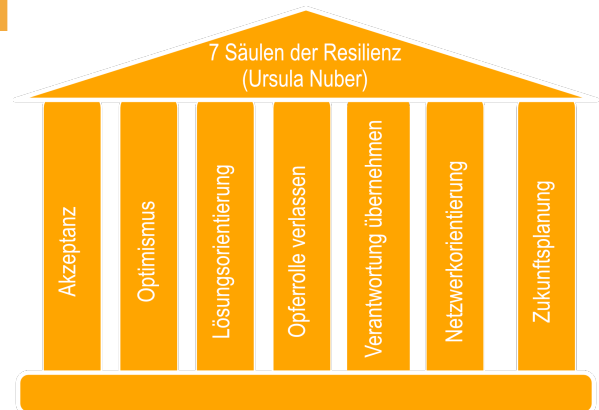 7 Säulen der Resilienz
(Ursula Nuber)
Akzeptanz
Optimismus
Lösungsorientierung
Opferrolle verlassen
Verantwortung übernehmen
Netzwerkorientierung
Zukunftsplanung